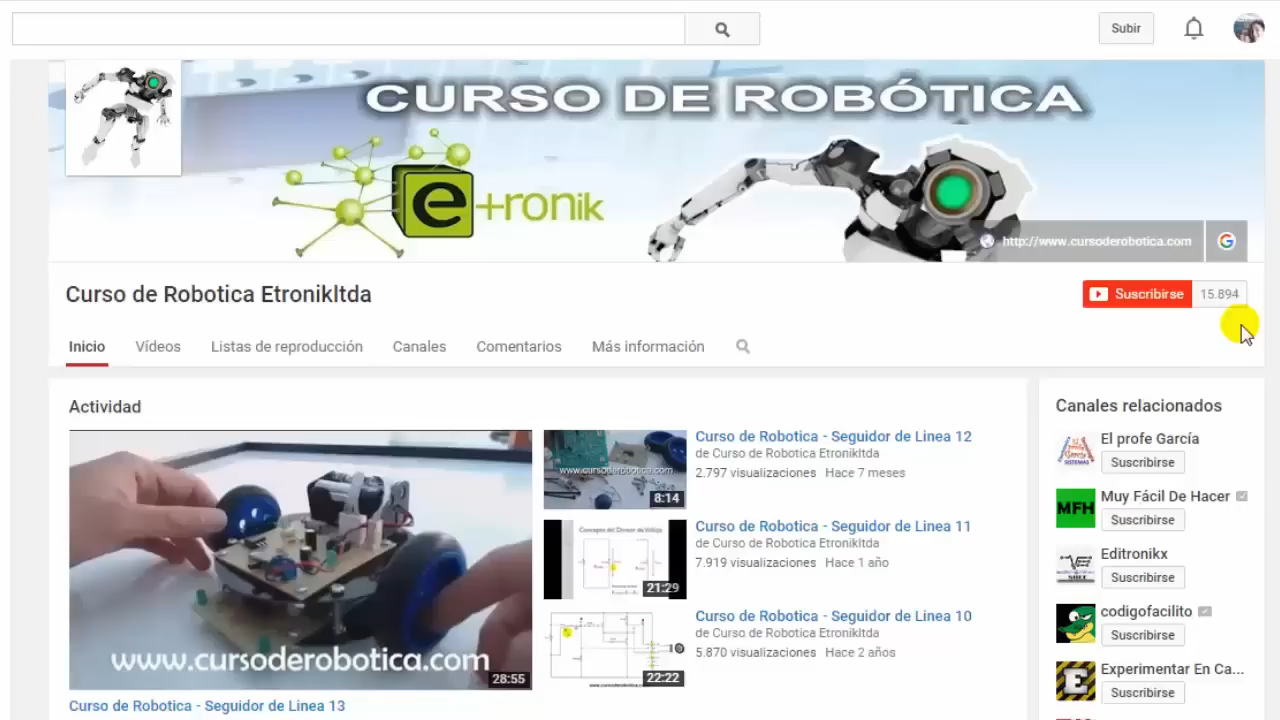 Subir
CURSO DE ROBÓTICA
e+ronik
http://www.cursoderobotica.com
Curso de Robotica Etronikltda
Suscribirse 15.894
Inicio Vídeos Listas de reproducción Canales Comentarios Más información
Actividad
www.cursoderobotica.com
28:55
Curso de Robotica - Seguidor de Linea 13
www.cursoderobotica.com
8:14
Curso de Robotica - Seguidor de Linea 12
de Curso de Robotica Etronikltda
2.797 visualizaciones Hace 7 meses
21:29
Curso de Robotica - Seguidor de Linea 11
de Curso de Robotica Etronikltda
7.919 visualizaciones Hace 1 año
22:22
Curso de Robotica - Seguidor de Linea 10
de Curso de Robotica Etronikltda
5.870 visualizaciones Hace 2 años
Canales relacionados
El profe García
Suscribirse
MFH
Muy Fácil De Hacer
Suscribirse
Editronikx
Suscribirse
codigofacilito
Suscribirse
E
Experimentar En Ca...
Suscribirse